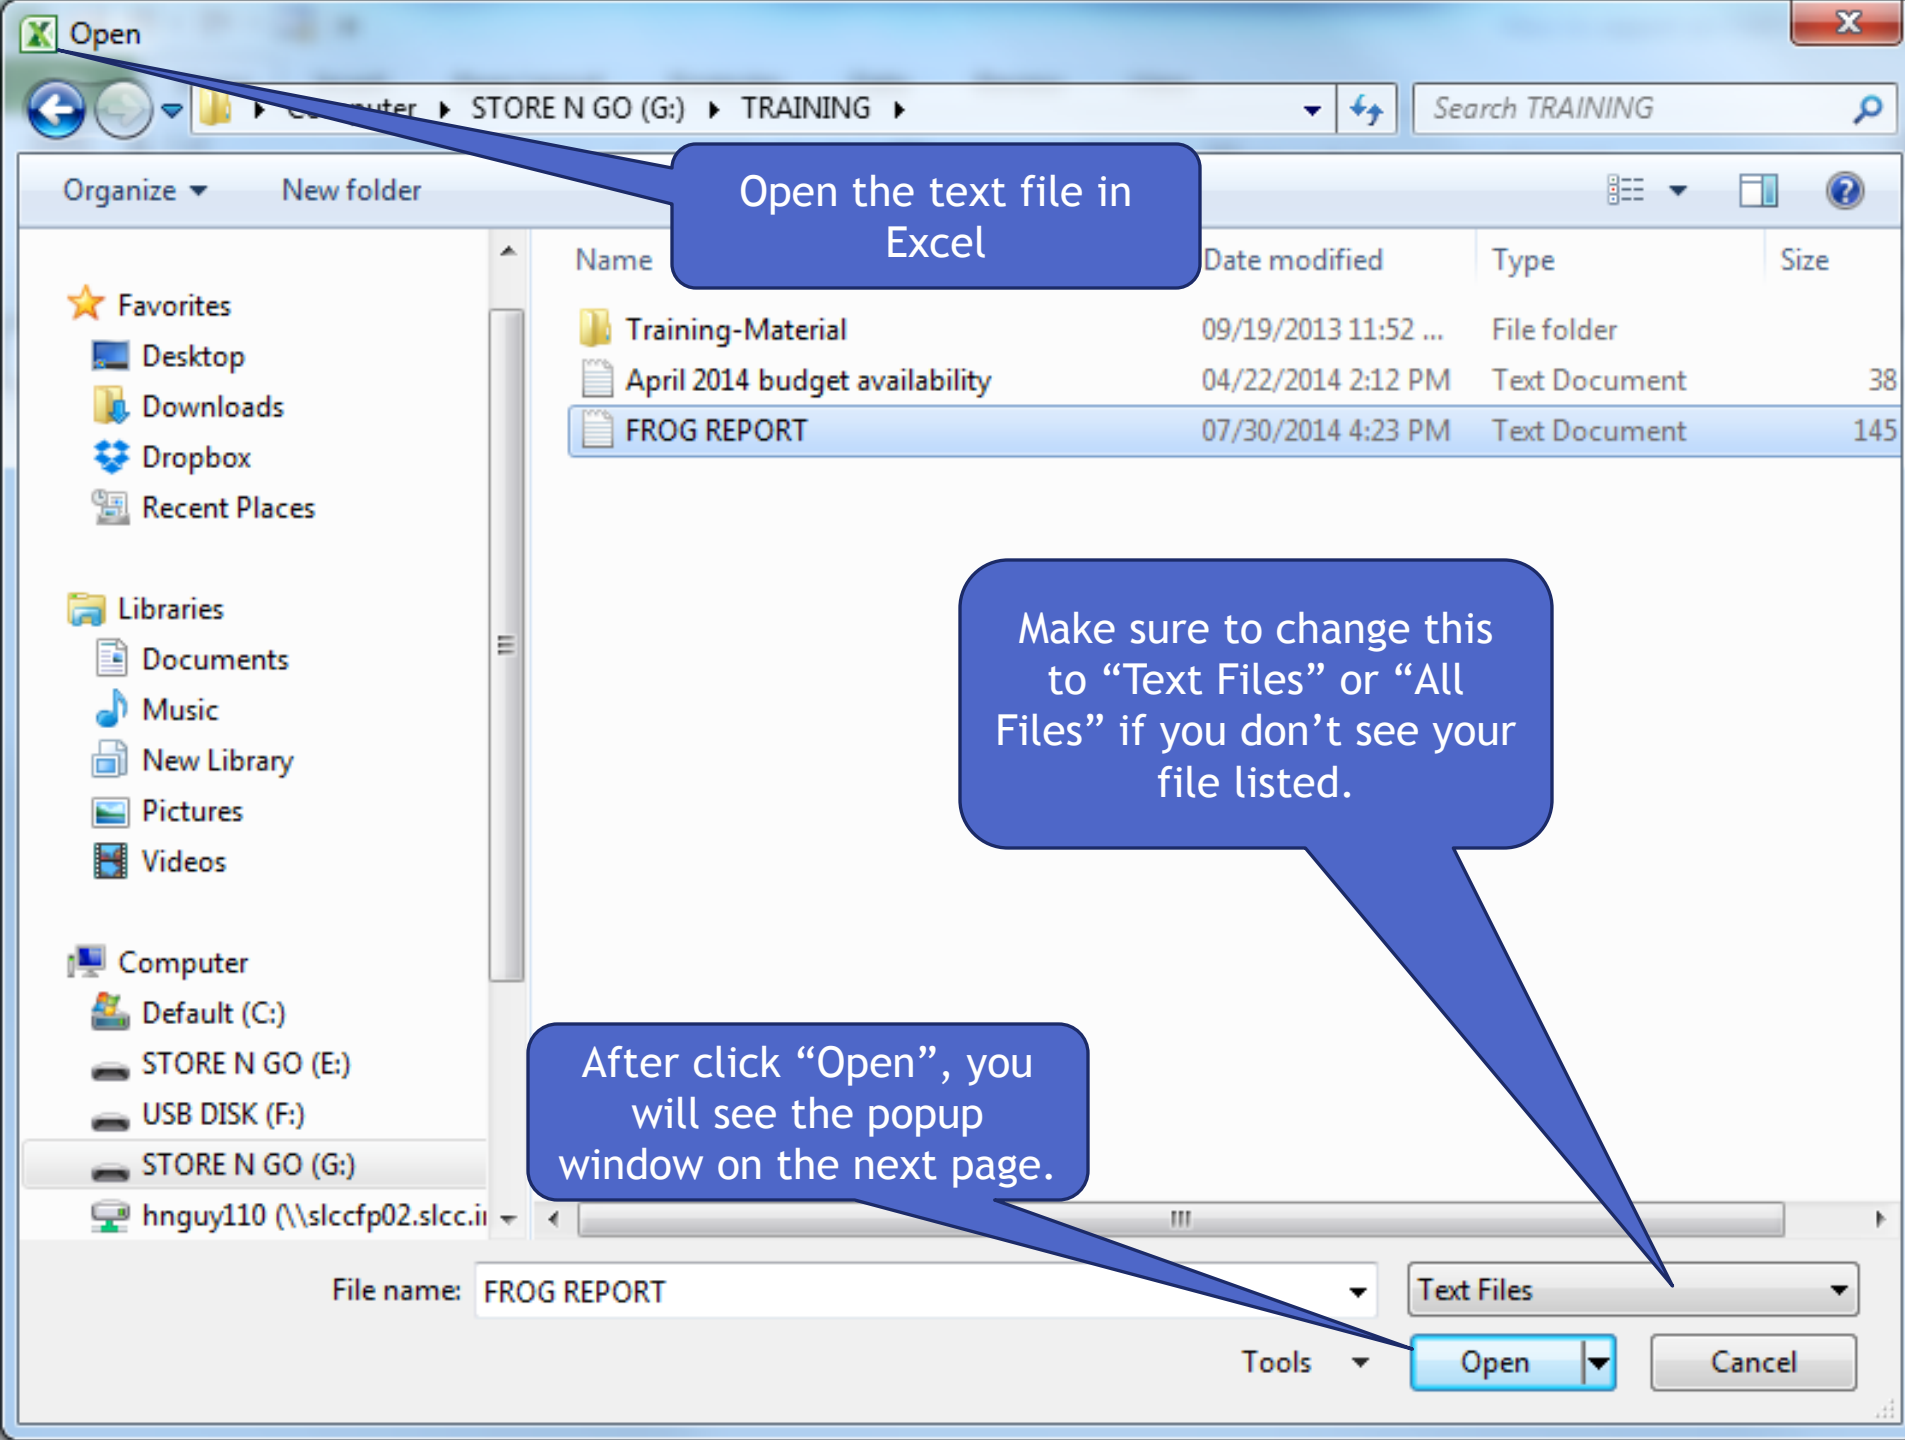 Open
Computer ▸ STORE N GO (G:) ▸ TRAINING ▸
Search TRAINING
Organize
New folder
Open the text file in
Excel
Name
Date modified
Type
Size
Favorites
Desktop
Downloads
Dropbox
Recent Places
Libraries
Documents
Music
New Library
Pictures
Videos
Computer
Default (C:)
STORE N GO (E:)
USB DISK (F:)
STORE N GO (G:)
hnguy110 (\\slccfp02.slcc.i
Training-Material 09/19/2013 11:52 ... File folder
April 2014 budget availability 04/22/2014 2:12 PM Text Document 38
FROG REPORT 07/30/2014 4:23 PM Text Document 145
Make sure to change this
to “Text Files” or “All
Files” if you don’t see your
file listed.
After click “Open”, you
will see the popup
window on the next page.
File name: FROG REPORT
Text Files
Tools
Open
Cancel